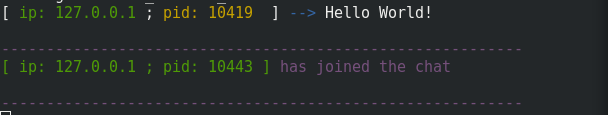 [ ip: 127.0.0.1 ; pid: 10419  ] --> Hello World!
----------------------------------------------------------
[ ip: 127.0.0.1 ; pid: 10443 ] has joined the chat
----------------------------------------------------------